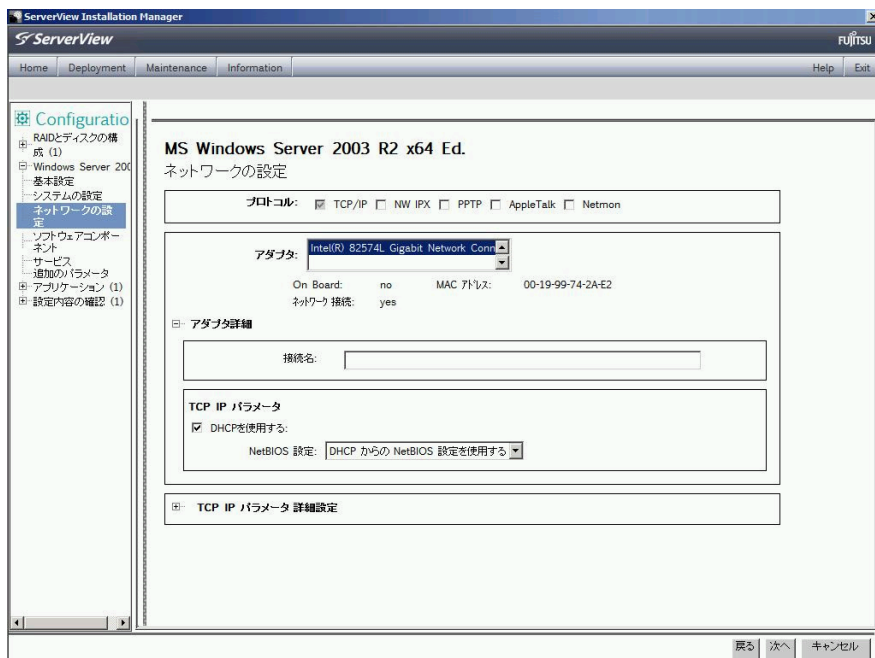 ServerView Installation Manager
ServerView
FUJITSU
Home Deployment Maintenance Information Help Exit
Configuratio
RAIDとディスクの構
成 (1)
Windows Server 200
基本設定
システムの設定
ネットワークの設
定
ソフトウェアコンポー
ネント
サービス
追加のパラメータ
アプリケーション (1)
設定内容の確認 (1)
MS Windows Server 2003 R2 x64 Ed.
ネットワークの設定
プロトコル: TCP/IP NW IPX PPTP AppleTalk Netmon
アダプタ: Intel(R) 82574L Gigabit Network Conn
On Board: no MAC アドレス: 00-19-99-74-2A-E2
ネットワーク 接続: yes
アダプタ詳細
接続名:
TCP IP パラメータ
DHCPを使用する:
NetBIOS 設定: DHCP からの NetBIOS 設定を使用する
TCP IP パラメータ 詳細設定
戻る 次へ キャンセル